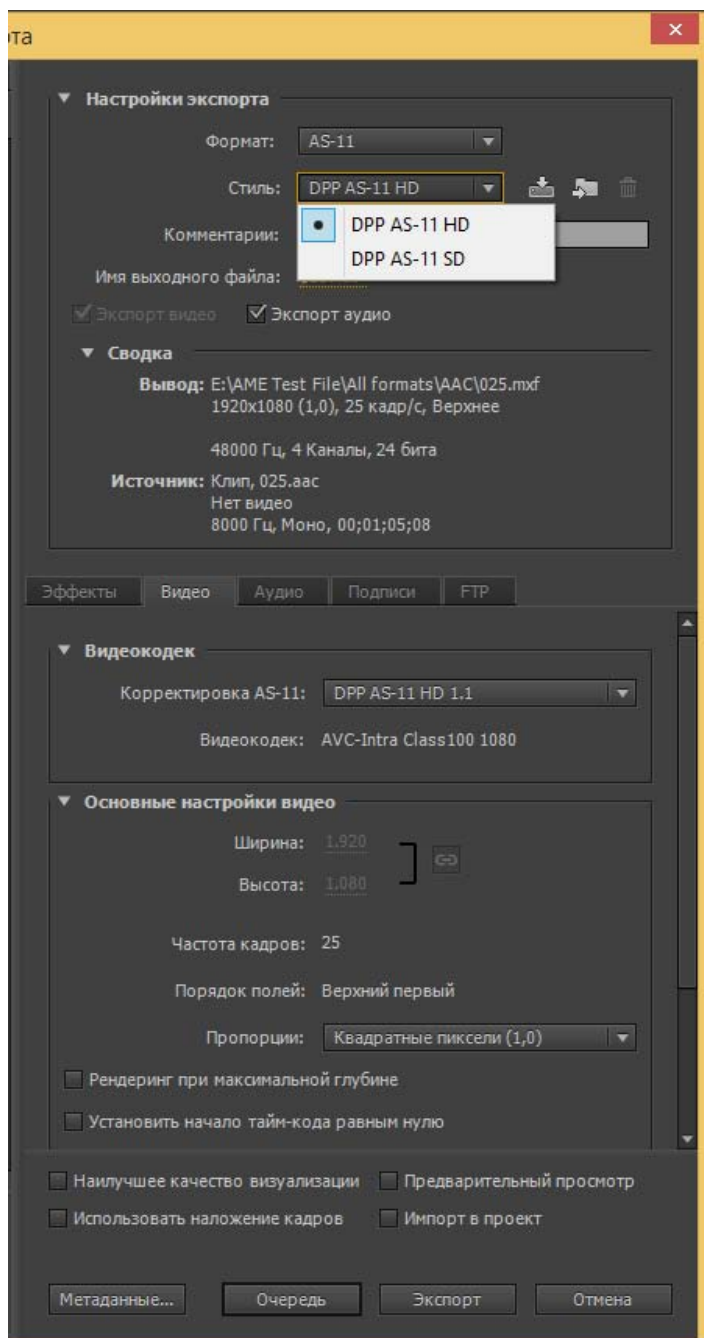 рта
Настройки экспорта
Формат: AS-11
Стиль: DPP AS-11 HD
DPP AS-11 HD
DPP AS-11 SD
Комментарии:
Имя выходного файла:
Экспорт видео Экспорт аудио
Сводка
Вывод: E:\AME Test File\All formats\AAC\025.mxf
1920x1080 (1,0), 25 кадр/с, Верхнее
48000 Гц, 4 Каналы, 24 бита
Источник: Клип, 025.aac
Нет видео
8000 Гц, Моно, 00;01;05;08
Эффекты Видео Аудио Подписи FTP
Видеокодек
Корректировка AS-11: DPP AS-11 HD 1.1
Видеокодек: AVC-Intra Class100 1080
Основные настройки видео
Ширина: 1.920
Высота: 1.080
Частота кадров: 25
Порядок полей: Верхний первый
Пропорции: Квадратные пиксели (1,0)
Рендеринг при максимальной глубине
Установить начало тайм-кода равным нулю
Наилучшее качество визуализации Предварительный просмотр
Использовать наложение кадров Импорт в проект
Метаданные... Очередь Экспорт Отмена